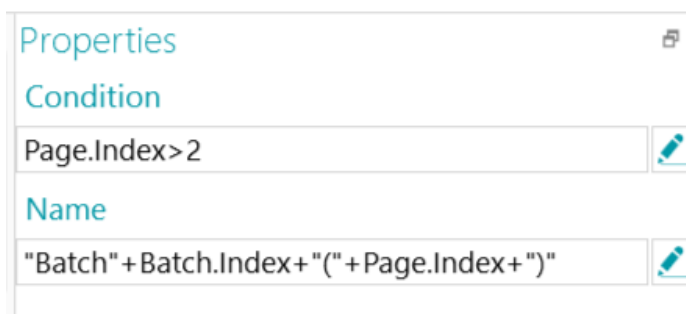 Properties
Condition
Page.Index>2
Name
"Batch"+Batch.Index+"("+Page.Index+")"